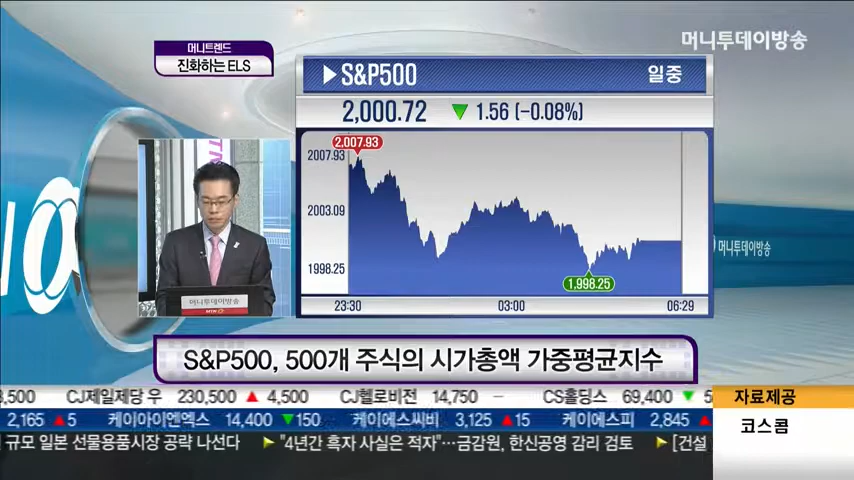 머니트렌드
진화하는 ELS
머니투데이방송
▶S&P500
일중
2,000.72 ▼ 1.56 (-0.08%)
2,007.93
2007.93
2003.09
1998.25
1.998.25
23:30 03:00 06:29
머니투데이방송
머니투데이방송
S&P500, 500개 주식의 시가총액 가중평균지수
3,500 CJ제일제당 우 230,500 ▲ 4,500 CJ헬로비전 14,750 – CS홀딩스 69,400 ▼
자료제공
2,165 ▲5 케이아이엔엑스 14,400 ▼150 케이에스씨비 3,125 ▲15 케이에스피 2,845 ▲
코스콤
규모 일본 선물용품시장 공략 나선다 ▶ "4년간 흑자 사실은 적자"…금감원, 한신공영 감리 검토 ▶ [건설